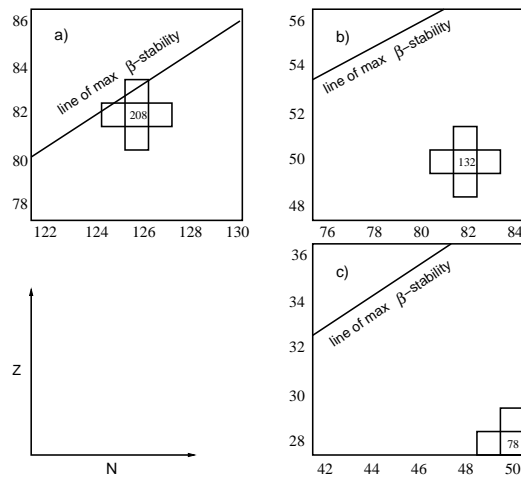 a)
line of max β−stability
208
86
84
82
80
78
122 124 126 128 130
b)
line of max β−stability
132
56
54
52
50
48
76 78 80 82 84
c)
line of max β−stability
78
36
34
32
30
28
42 44 46 48 50
Z
N